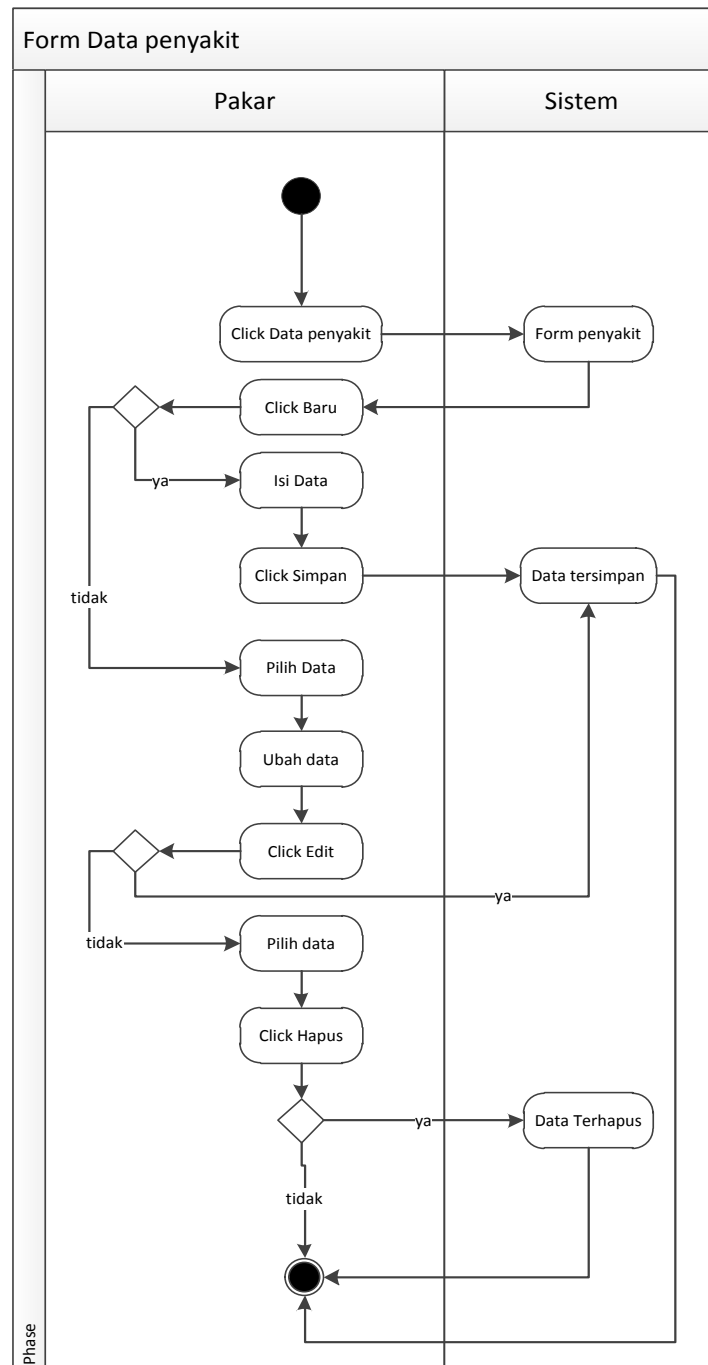 Form Data penyakit
Pakar
Sistem
Click Data penyakit
Form penyakit
Click Baru
ya
Isi Data
Click Simpan
Data tersimpan
tidak
Pilih Data
Ubah data
Click Edit
ya
tidak
Pilih data
Click Hapus
ya
Data Terhapus
tidak
Phase